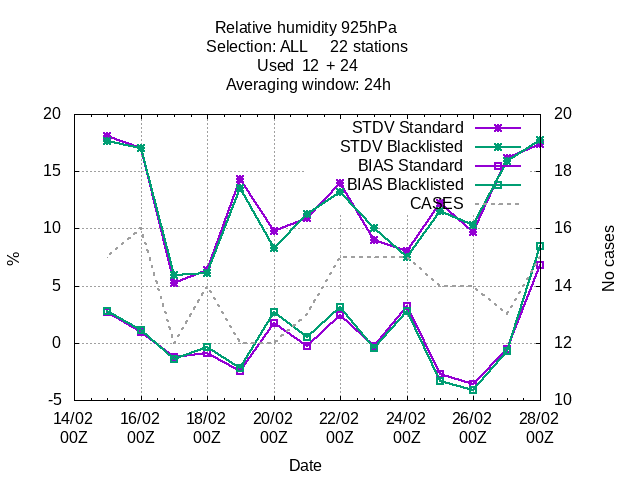 Relative humidity 925hPa
Selection: ALL 22 stations
Used 12 + 24
Averaging window: 24h
STDV Standard
STDV Blacklisted
BIAS Standard
BIAS Blacklisted
CASES
20
15
10
5
0
-5
%
20
18
16
14
12
10
No cases
14/02 16/02 18/02 20/02 22/02 24/02 26/02 28/02
00Z 00Z 00Z 00Z 00Z 00Z 00Z 00Z
Date